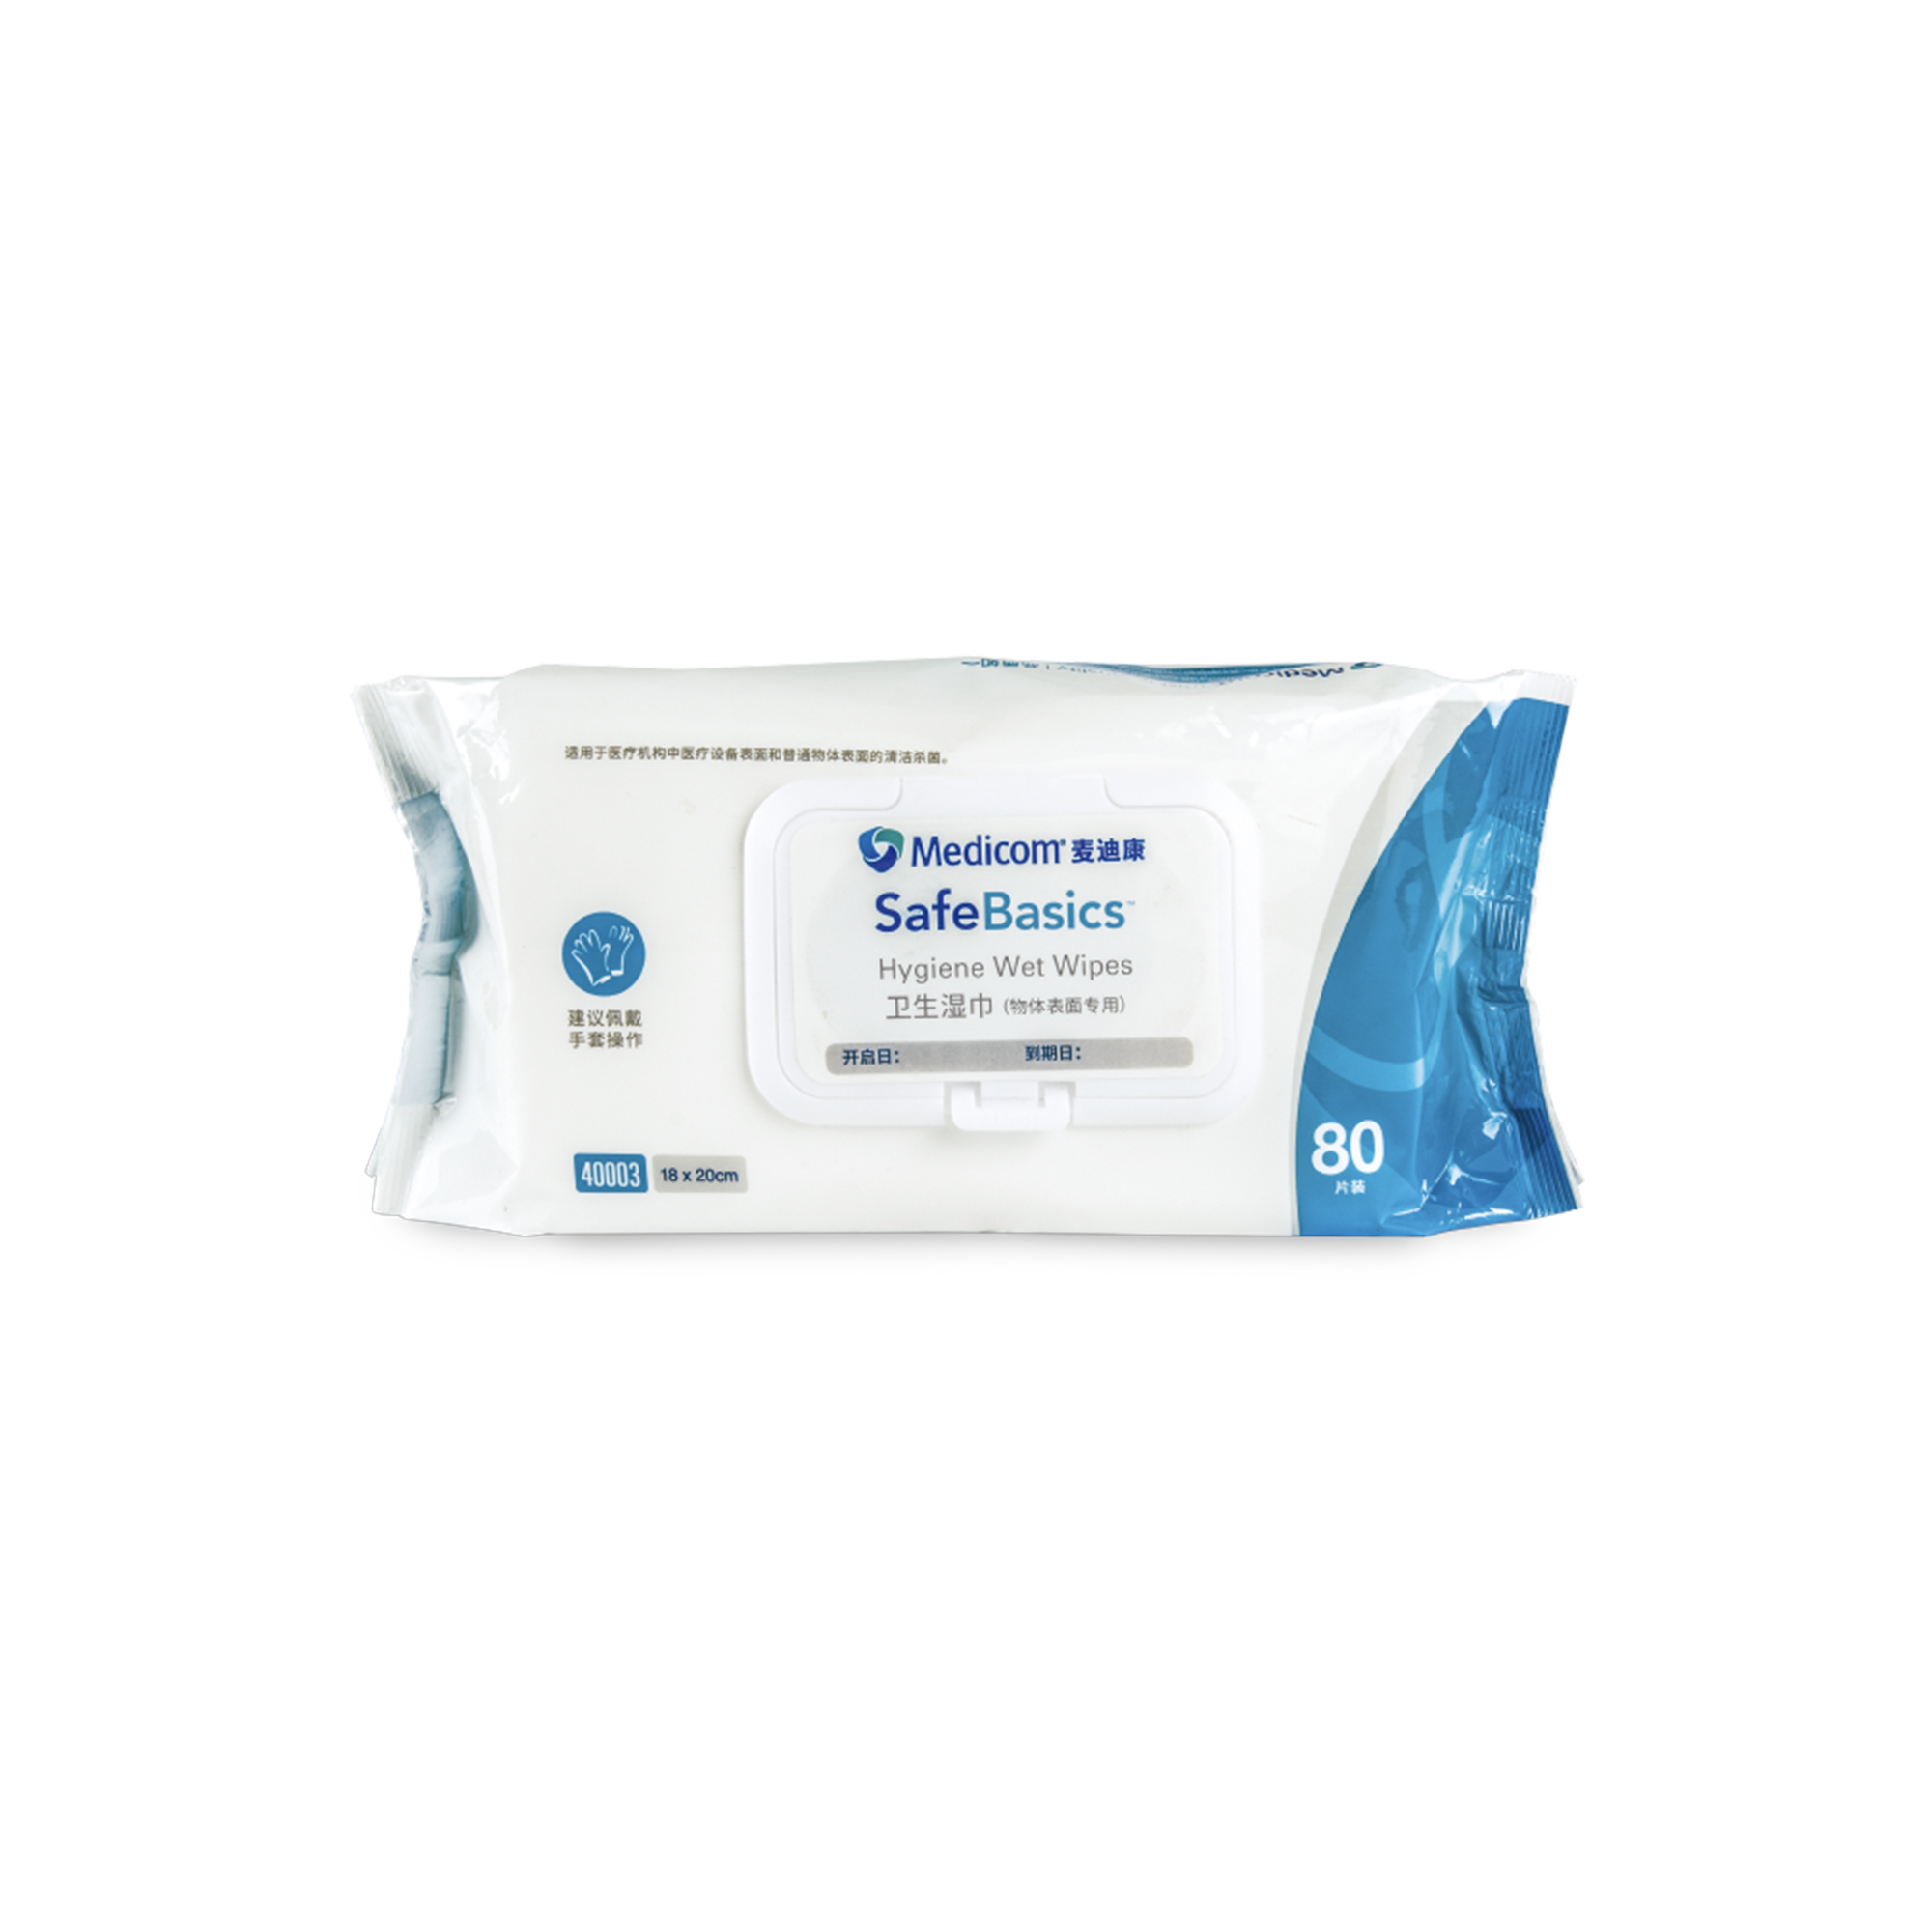 适用于医疗机构中医疗设备表面和普通物体表面的清洁杀菌。
Medicom® 麦迪康
SafeBasics™
Hygiene Wet Wipes
卫生湿巾 (物体表面专用)
开启日: 到期日:
建议佩戴
手套操作
40003 18 x 20cm
80
片装